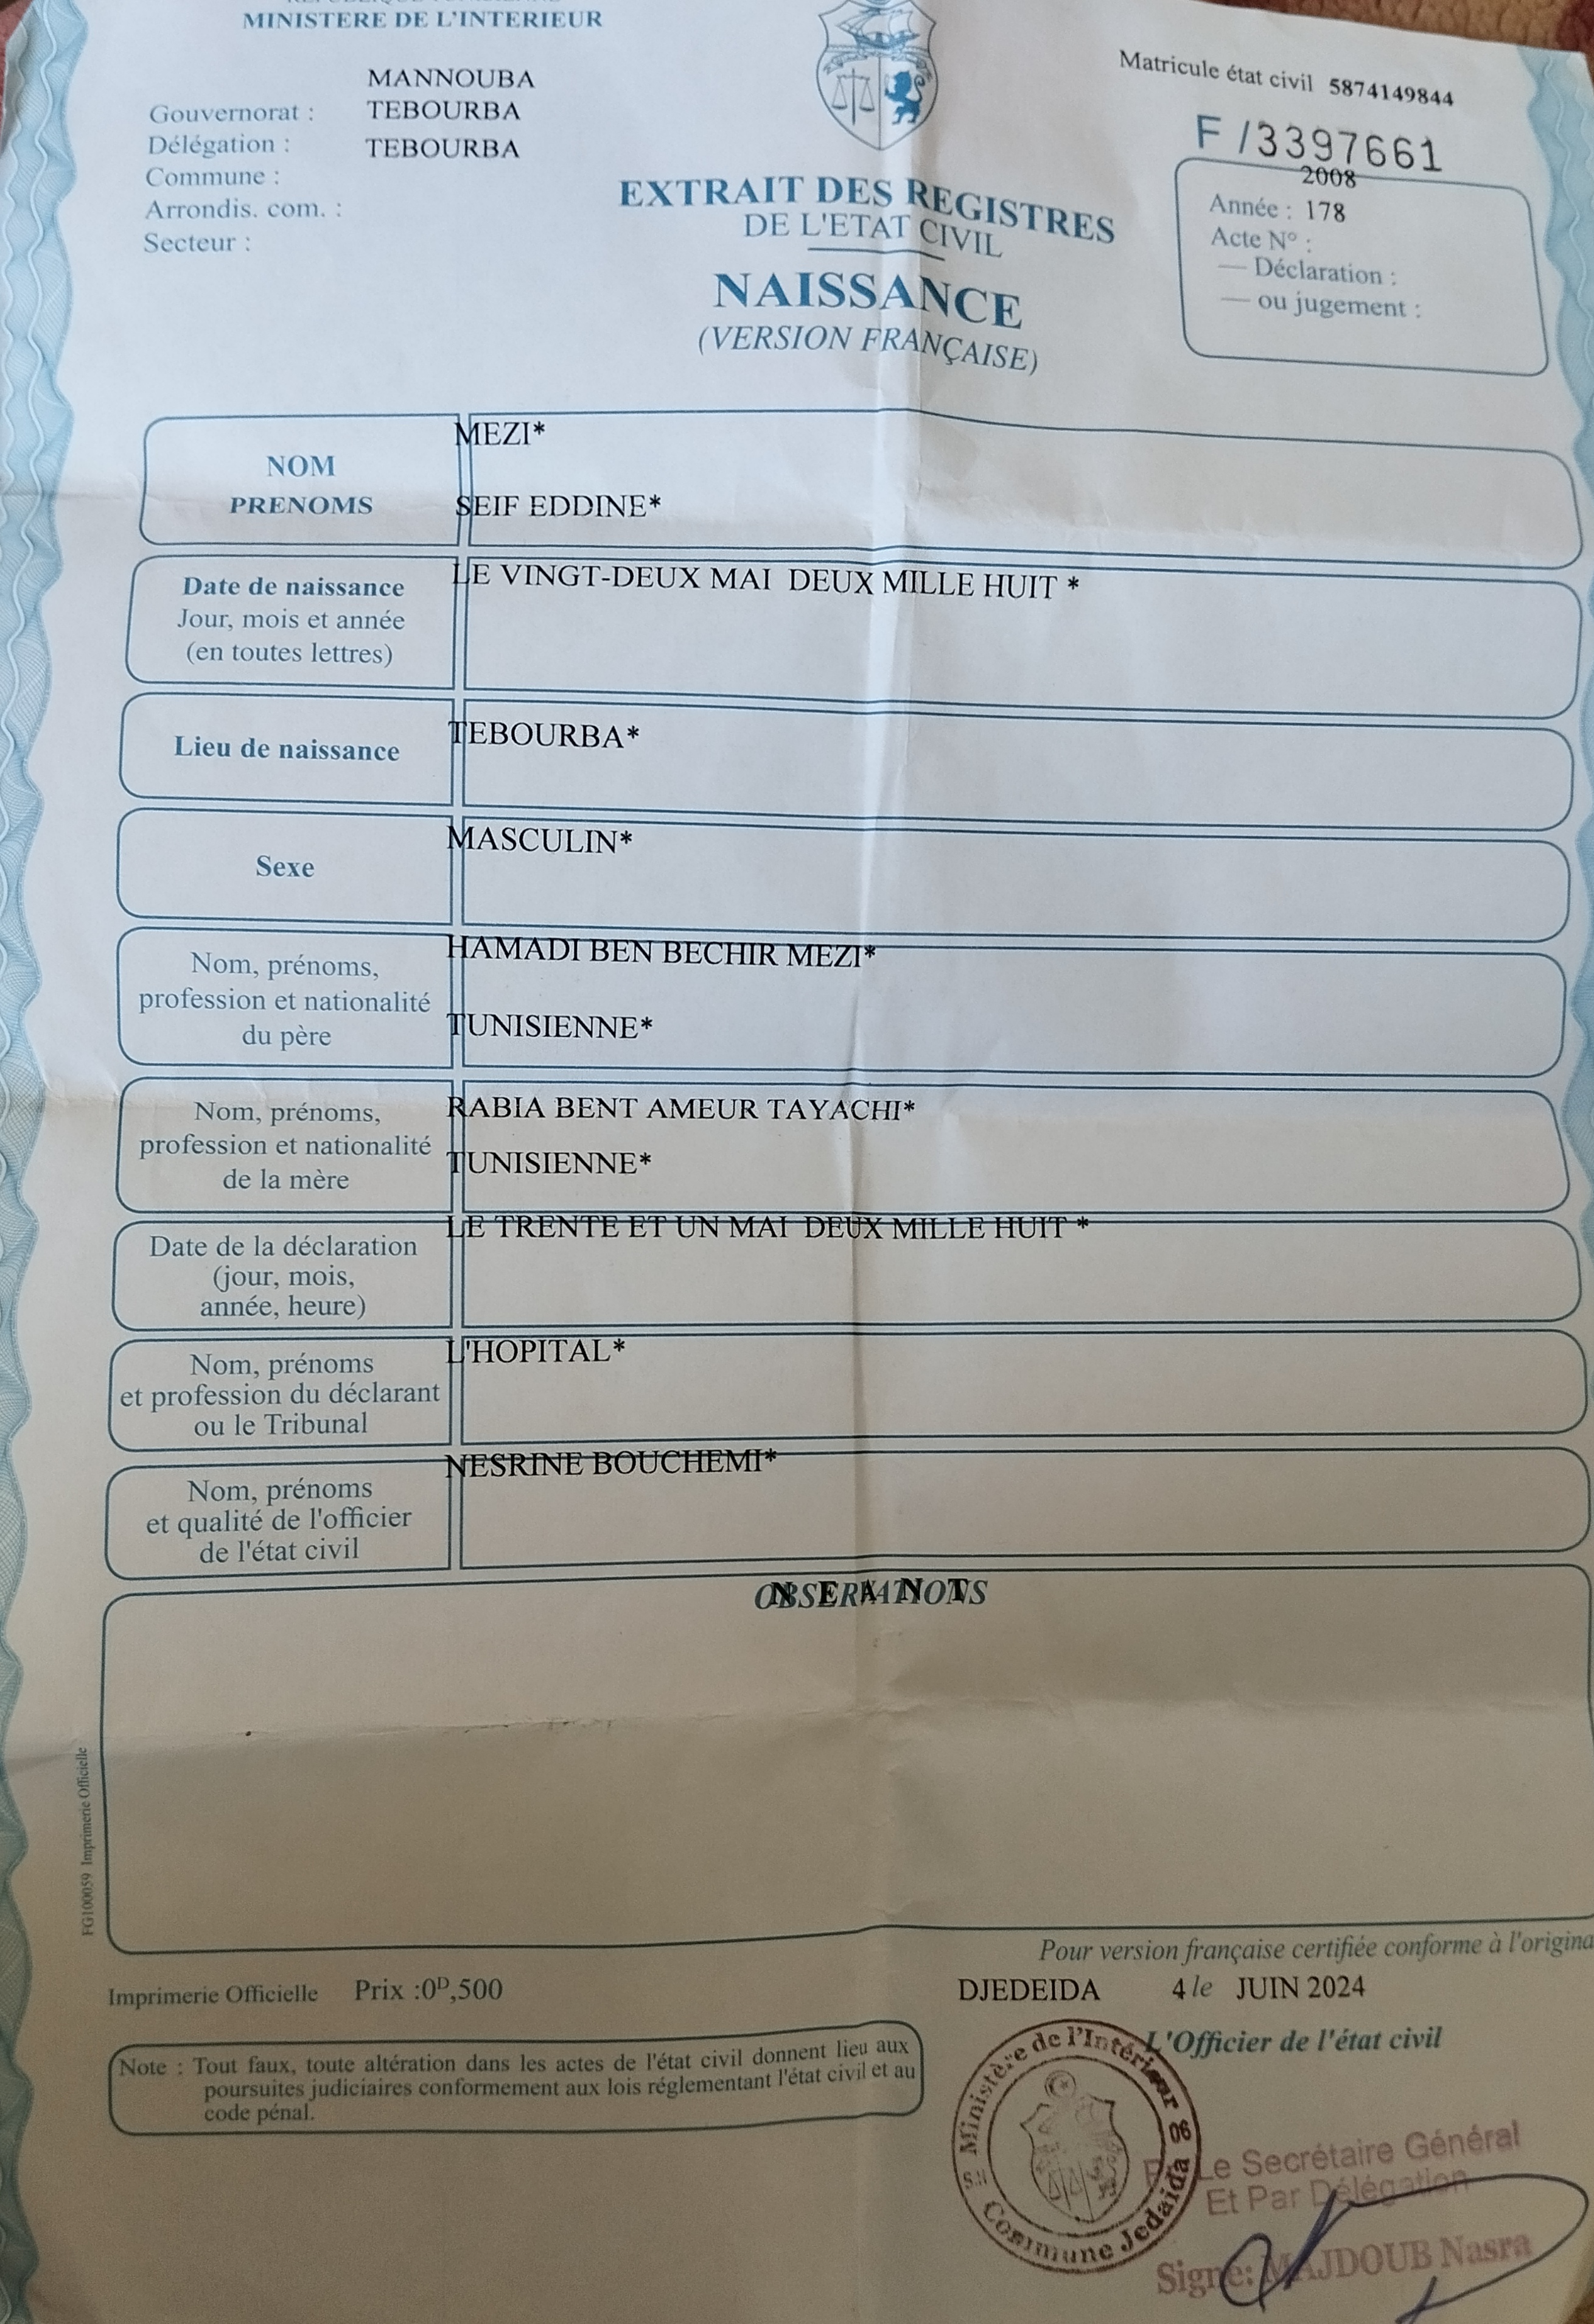 MINISTERE DE L'INTERIEUR
MANNOUBA
Gouvernorat : TEBOURBA
Délégation : TEBOURBA
Commune :
Arrondis. com. :
Secteur :
Matricule état civil 5874149844
F /3397661
2008
Année : 178
Acte N° :
— Déclaration :
— ou jugement :
EXTRAIT DES REGISTRES
DE L'ETAT CIVIL
NAISSANCE
(VERSION FRANÇAISE)
NOM
PRENOMS
MEZI*
SEIF EDDINE*
Date de naissance
Jour, mois et année
(en toutes lettres)
LE VINGT-DEUX MAI DEUX MILLE HUIT *
Lieu de naissance
TEBOURBA*
Sexe
MASCULIN*
Nom, prénoms,
profession et nationalité
du père
HAMADI BEN BECHIR MEZI*
TUNISIENNE*
Nom, prénoms,
profession et nationalité
de la mère
RABIA BENT AMEUR TAYACHI*
TUNISIENNE*
Date de la déclaration
(jour, mois,
année, heure)
LE TRENTE ET UN MAI DEUX MILLE HUIT *
Nom, prénoms
et profession du déclarant
ou le Tribunal
L'HOPITAL*
Nom, prénoms
et qualité de l'officier
de l'état civil
NESRINE BOUCHEMI*
OBSERVATIONS
N E A N T
FG100059 Imprimerie Officielle
Pour version française certifiée conforme à l'origina
Imprimerie Officielle Prix :0D,500
DJEDEIDA 4 le JUIN 2024
L'Officier de l'état civil
Note : Tout faux, toute altération dans les actes de l'état civil donnent lieu aux
poursuites judiciaires conformement aux lois réglementant l'état civil et au
code pénal.
Ministère de l'Intérieur 06
Commune Jedaida
Le Secrétaire Général
Et Par Délégation
Signe: MAJDOUB Nasra